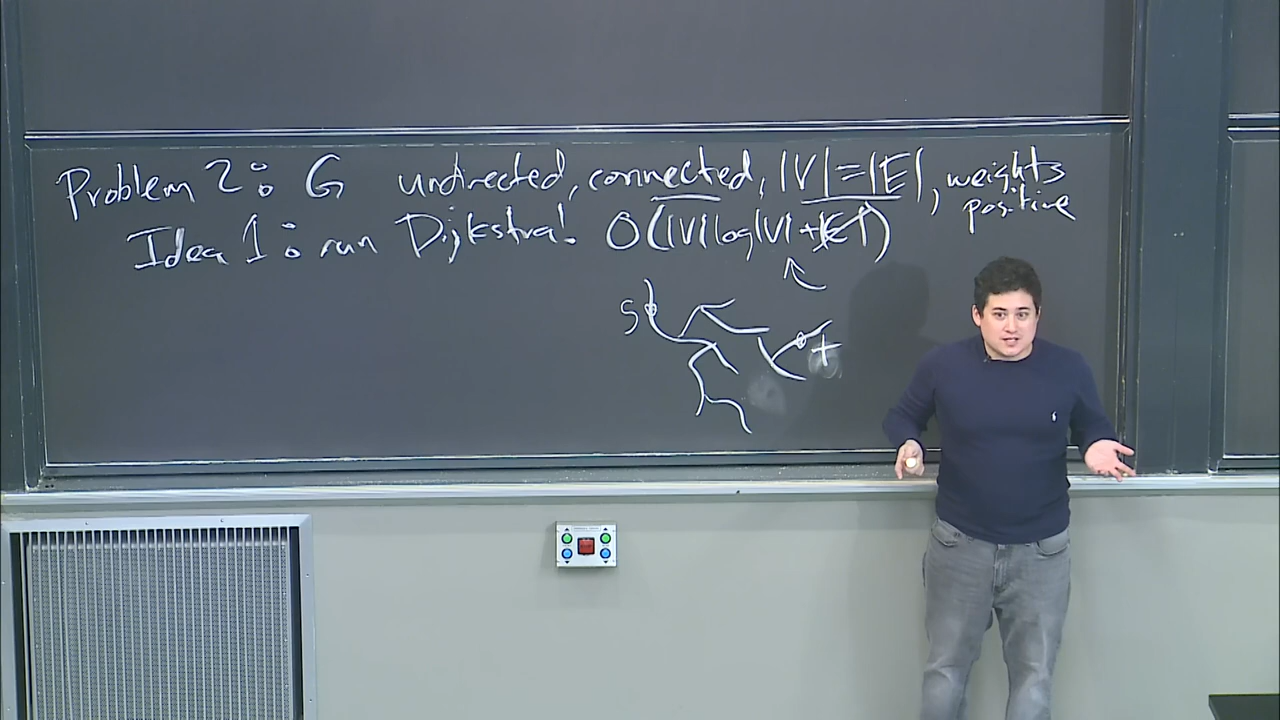 Problem 2: G undirected, connected, |V|=|E|, weights positive
Idea 1: run Dijkstra! O(|V|log|V|+|E|)
S
t